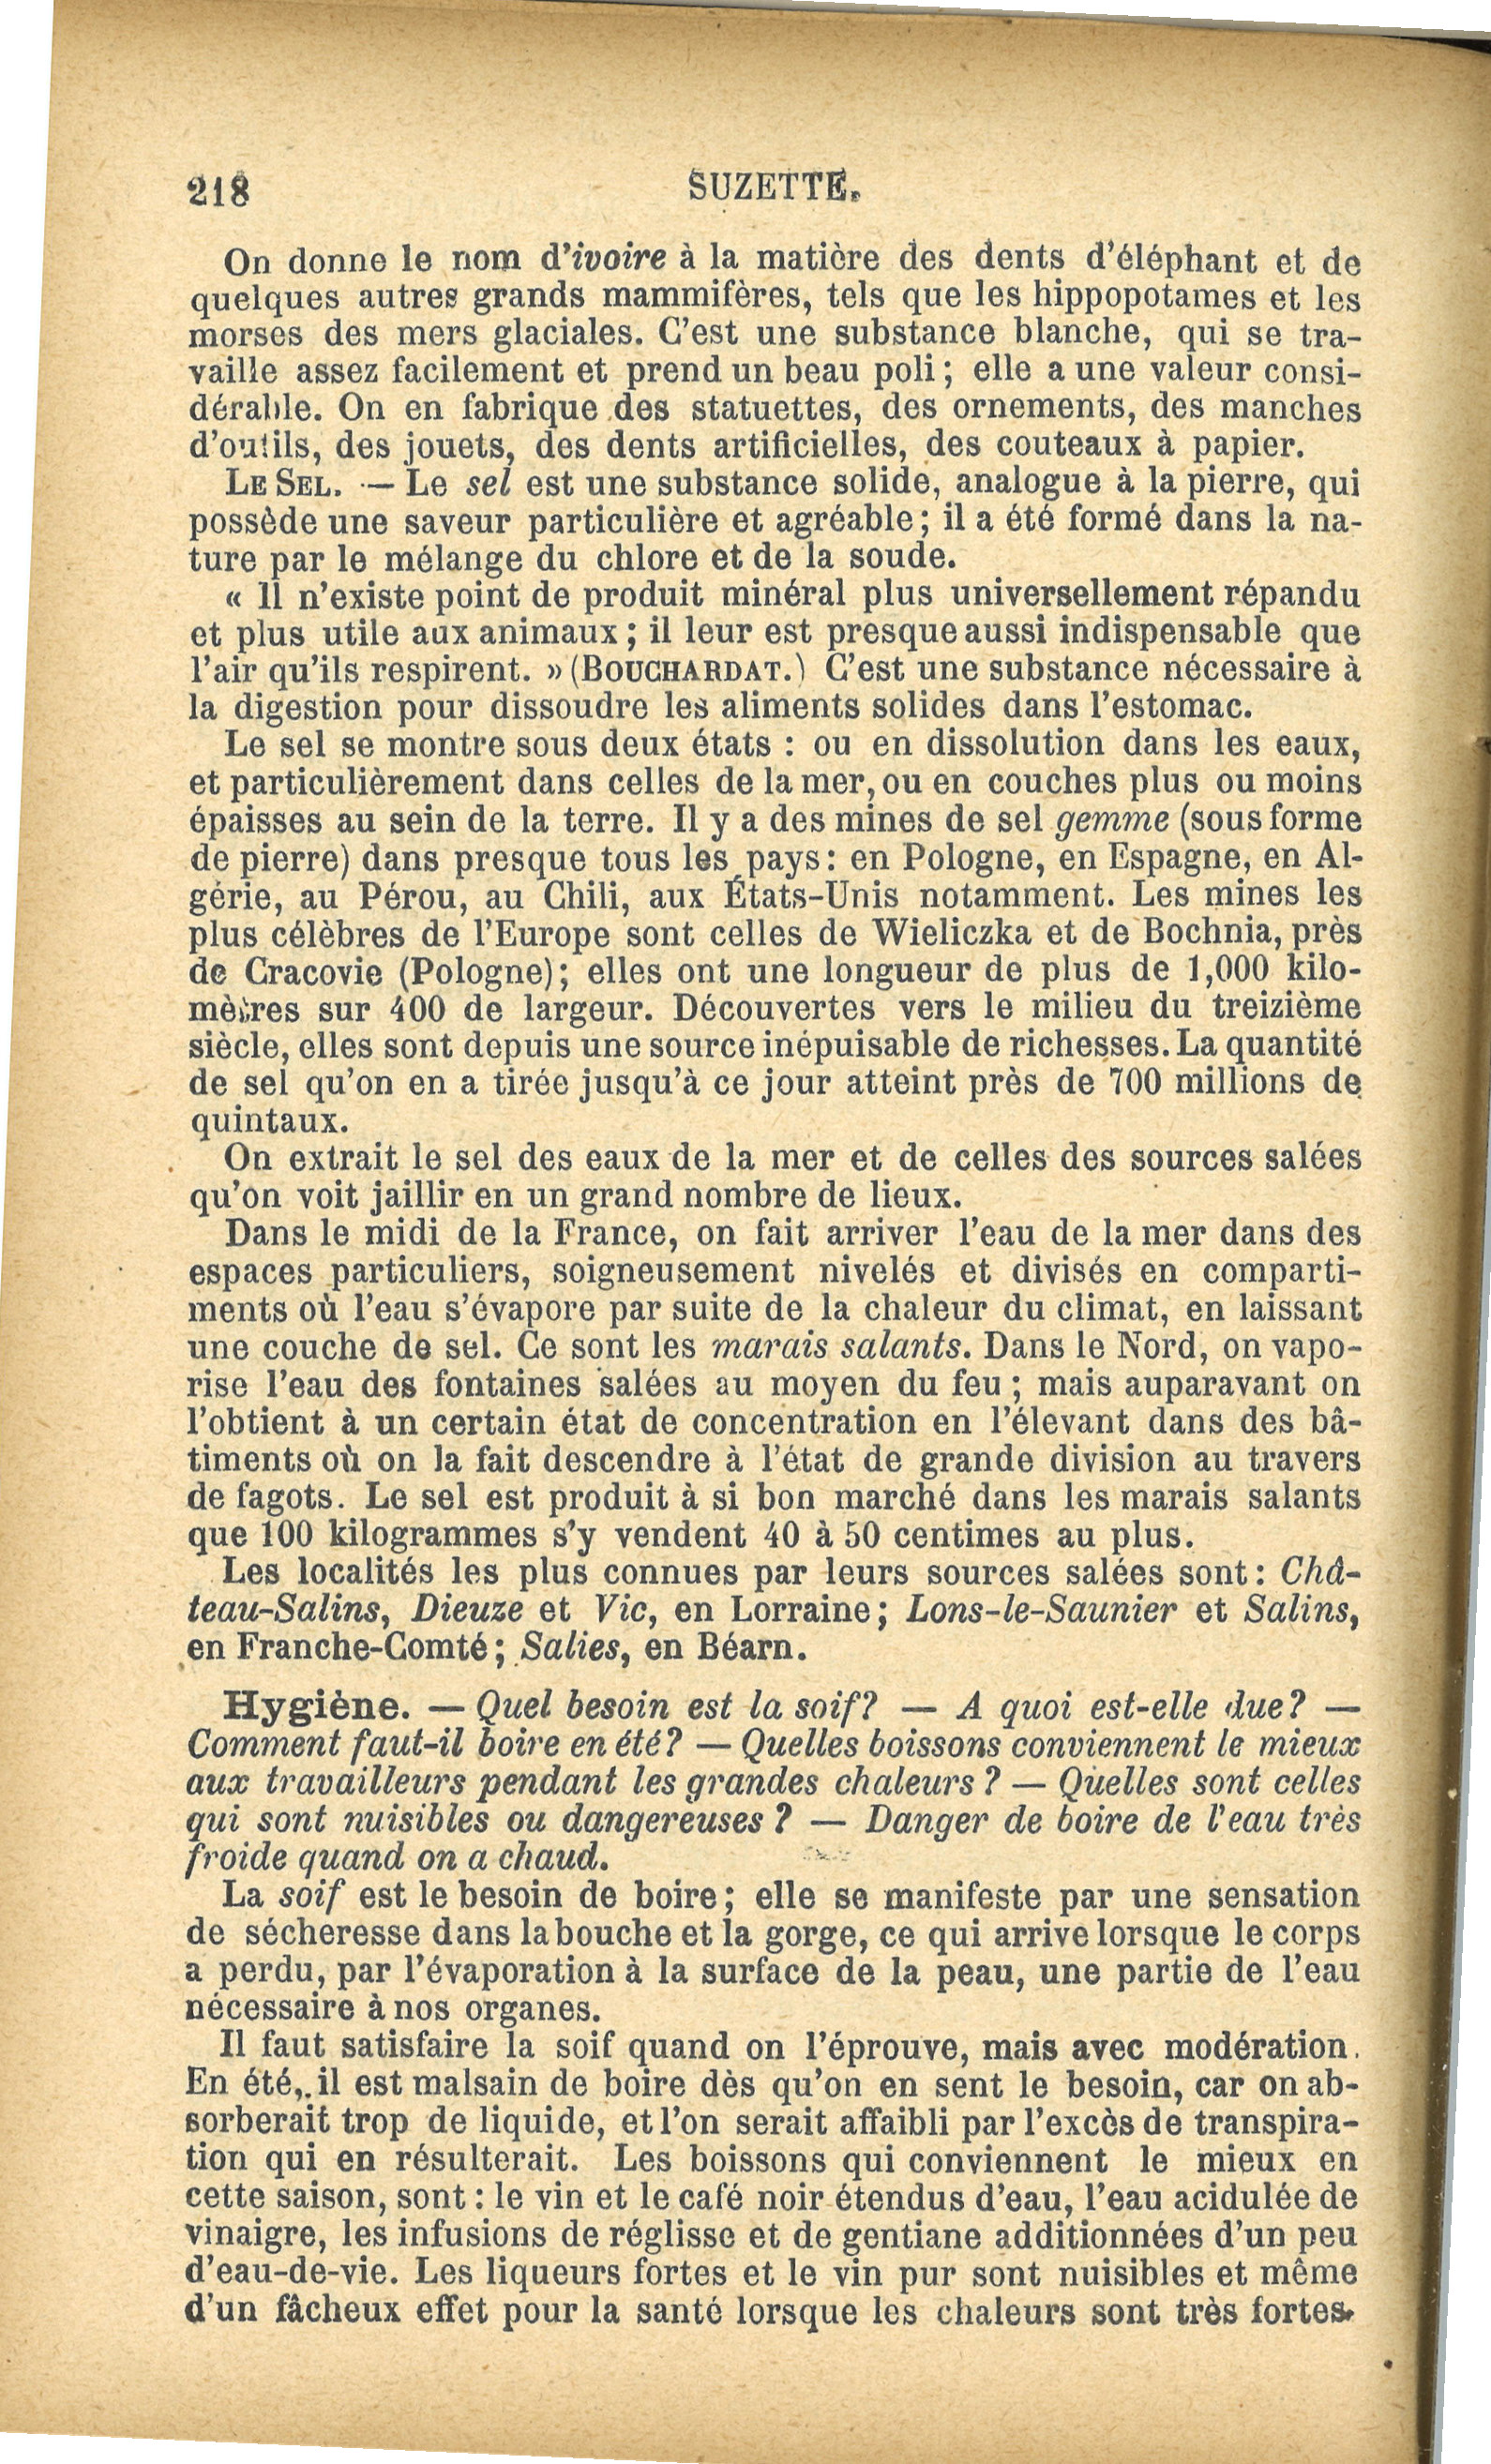 218 SUZETTE.
On donne le nom d'ivoire à la matière des dents d'éléphant et de
quelques autres grands mammifères, tels que les hippopotames et les
morses des mers glaciales. C'est une substance blanche, qui se tra-
vaille assez facilement et prend un beau poli; elle a une valeur consi-
dérable. On en fabrique des statuettes, des ornements, des manches
d'outils, des jouets, des dents artificielles, des couteaux à papier.
LE SEL. — Le sel est une substance solide, analogue à la pierre, qui
possède une saveur particulière et agréable; il a été formé dans la na-
ture par le mélange du chlore et de la soude.
« Il n'existe point de produit minéral plus universellement répandu
et plus utile aux animaux; il leur est presque aussi indispensable que
l'air qu'ils respirent. » (BOUCHARDAT.) C'est une substance nécessaire à
la digestion pour dissoudre les aliments solides dans l'estomac.
Le sel se montre sous deux états : ou en dissolution dans les eaux,
et particulièrement dans celles de la mer, ou en couches plus ou moins
épaisses au sein de la terre. Il y a des mines de sel gemme (sous forme
de pierre) dans presque tous les pays: en Pologne, en Espagne, en Al-
gérie, au Pérou, au Chili, aux États-Unis notamment. Les mines les
plus célèbres de l'Europe sont celles de Wieliczka et de Bochnia, près
de Cracovie (Pologne); elles ont une longueur de plus de 1,000 kilo-
mètres sur 400 de largeur. Découvertes vers le milieu du treizième
siècle, elles sont depuis une source inépuisable de richesses. La quantité
de sel qu'on en a tirée jusqu'à ce jour atteint près de 700 millions de
quintaux.
On extrait le sel des eaux de la mer et de celles des sources salées
qu'on voit jaillir en un grand nombre de lieux.
Dans le midi de la France, on fait arriver l'eau de la mer dans des
espaces particuliers, soigneusement nivelés et divisés en comparti-
ments où l'eau s'évapore par suite de la chaleur du climat, en laissant
une couche de sel. Ce sont les marais salants. Dans le Nord, on vapo-
rise l'eau des fontaines salées au moyen du feu; mais auparavant on
l'obtient à un certain état de concentration en l'élevant dans des bâ-
timents où on la fait descendre à l'état de grande division au travers
de fagots. Le sel est produit à si bon marché dans les marais salants
que 100 kilogrammes s'y vendent 40 à 50 centimes au plus.
Les localités les plus connues par leurs sources salées sont: Châ-
teau-Salins, Dieuze et Vic, en Lorraine; Lons-le-Saunier et Salins,
en Franche-Comté; Salies, en Béarn.
Hygiène. — Quel besoin est la soif? — A quoi est-elle due? —
Comment faut-il boire en été? — Quelles boissons conviennent le mieux
aux travailleurs pendant les grandes chaleurs? — Quelles sont celles
qui sont nuisibles ou dangereuses? — Danger de boire de l'eau très
froide quand on a chaud.
La soif est le besoin de boire; elle se manifeste par une sensation
de sécheresse dans la bouche et la gorge, ce qui arrive lorsque le corps
a perdu, par l'évaporation à la surface de la peau, une partie de l'eau
nécessaire à nos organes.
Il faut satisfaire la soif quand on l'éprouve, mais avec modération.
En été, il est malsain de boire dès qu'on en sent le besoin, car on ab-
sorberait trop de liquide, et l'on serait affaibli par l'excès de transpira-
tion qui en résulterait. Les boissons qui conviennent le mieux en
cette saison, sont : le vin et le café noir étendus d'eau, l'eau acidulée de
vinaigre, les infusions de réglisse et de gentiane additionnées d'un peu
d'eau-de-vie. Les liqueurs fortes et le vin pur sont nuisibles et même
d'un fâcheux effet pour la santé lorsque les chaleurs sont très fortes.